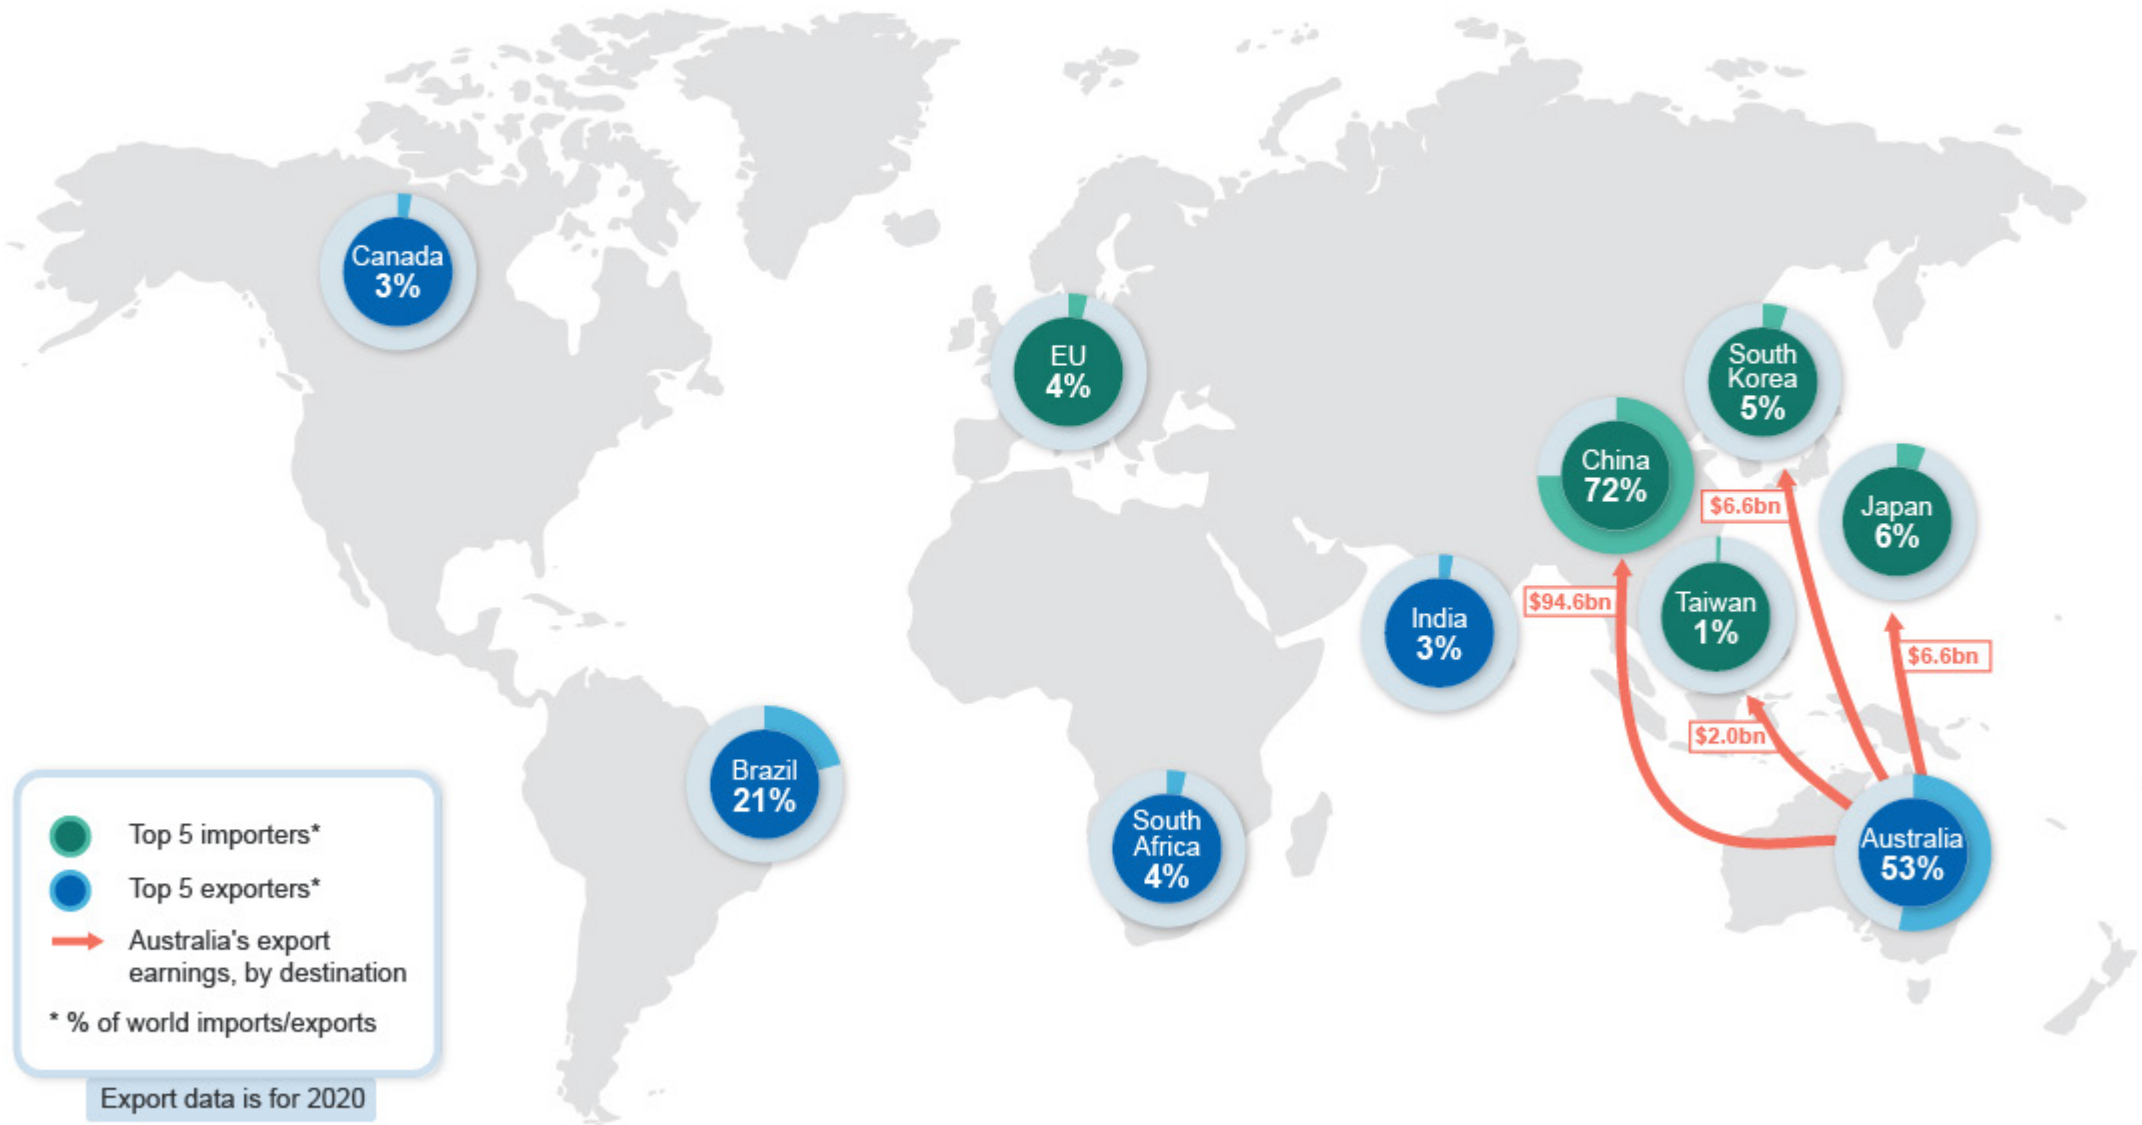 Canada
3%
EU
4%
South
Korea
5%
China
72%
$6.6bn
Japan
6%
$94.6bn
Taiwan
1%
India
3%
$6.6bn
$2.0bn
Brazil
21%
South
Africa
4%
Australia
53%
Top 5 importers*
Top 5 exporters*
Australia's export
earnings, by destination
* % of world imports/exports
Export data is for 2020